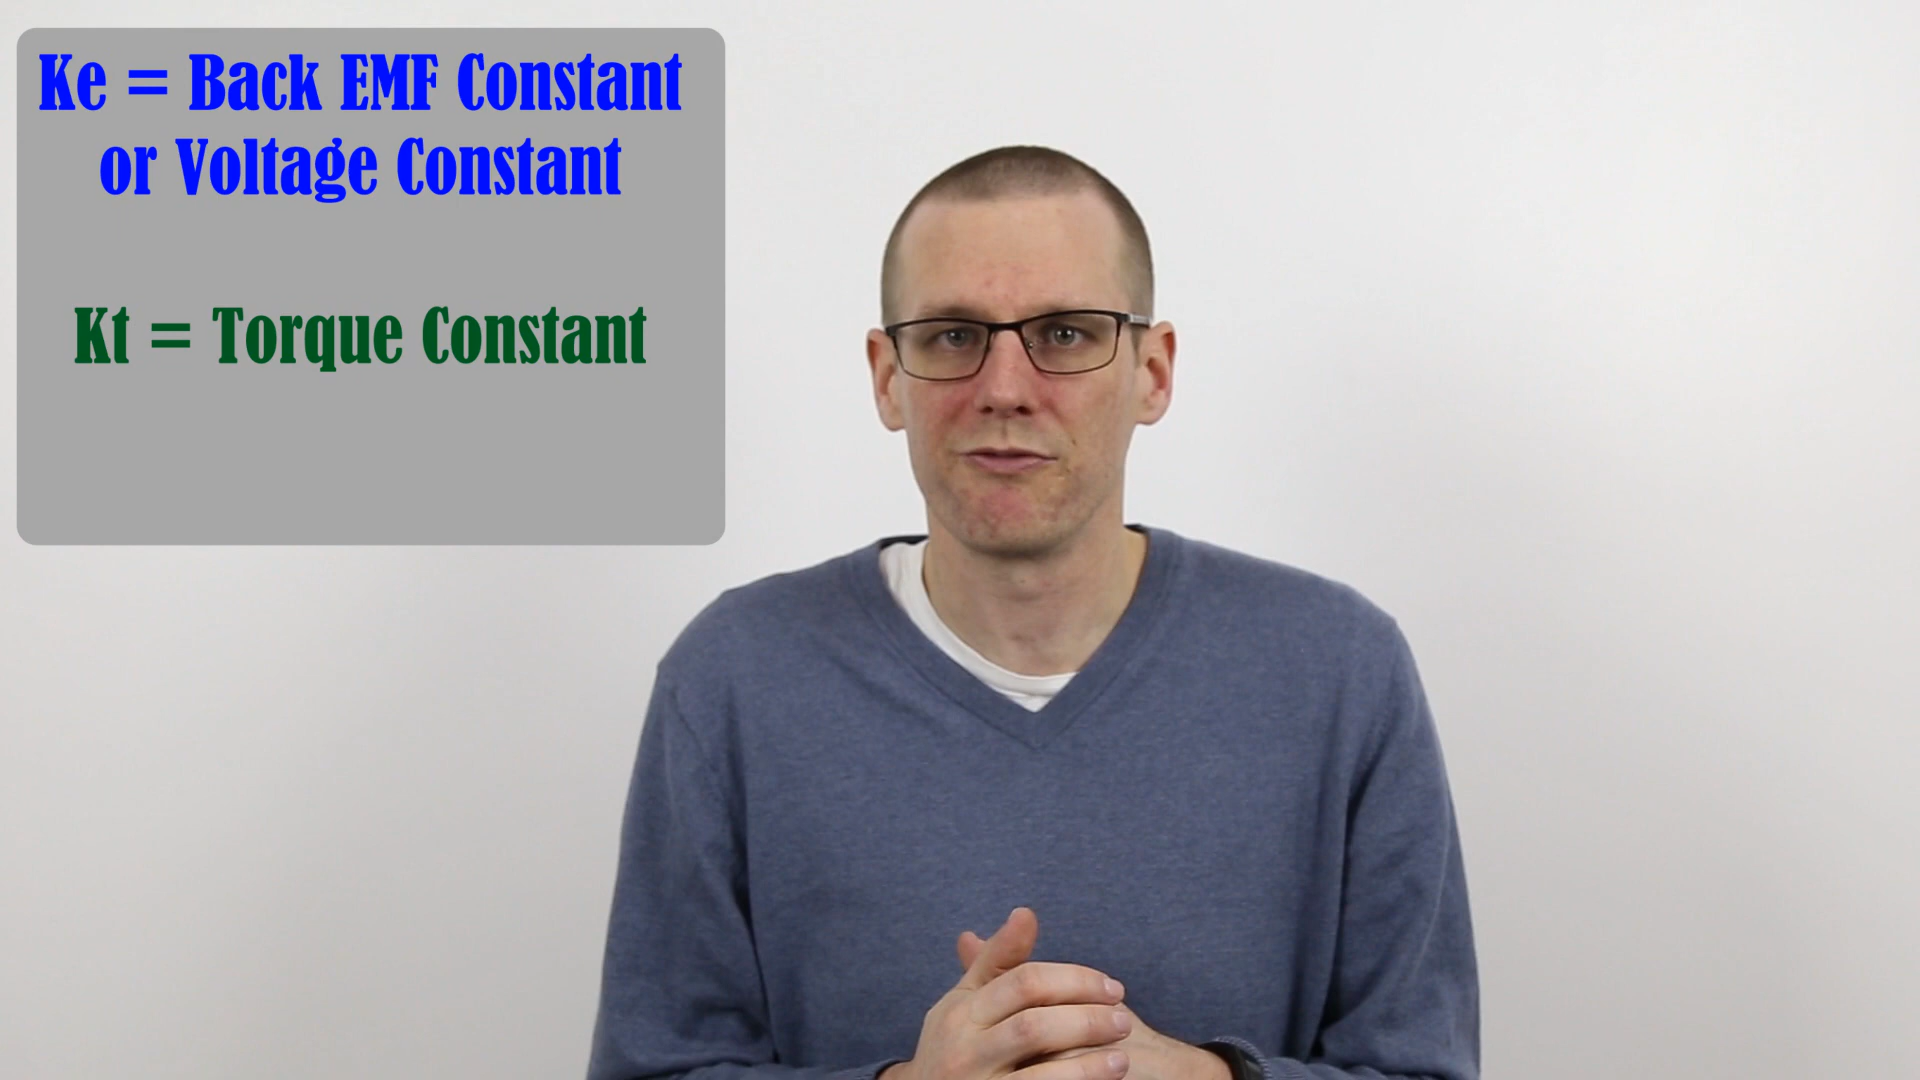 Ke = Back EMF Constant
or Voltage Constant
Kt = Torque Constant